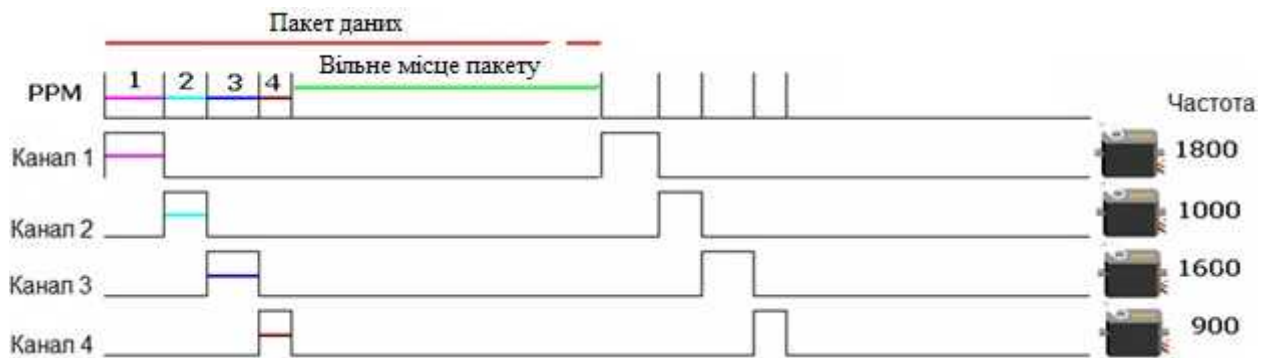 Пакет даних
Вільне місце пакету
PPM 1 2 3 4
Частота
Канал 1 1800
Канал 2 1000
Канал 3 1600
Канал 4 900